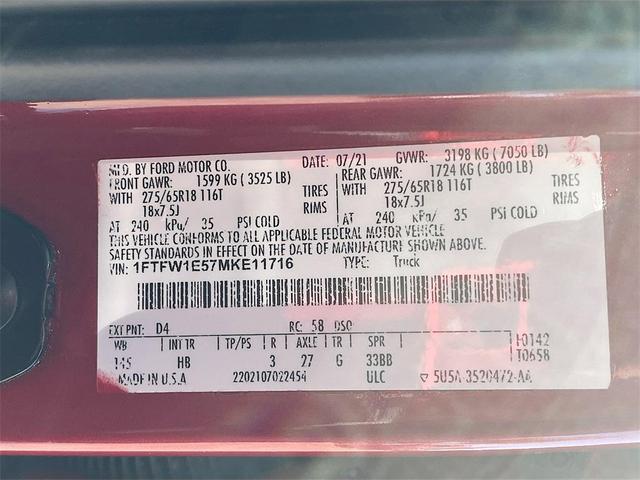 MFD. BY FORD MOTOR CO. DATE: 07/21 GVWR: 3198 KG ( 7050 LB)
FRONT GAWR: 1599 KG ( 3525 LB) REAR GAWR: 1724 KG ( 3800 LB)
WITH 275/65R18 116T TIRES WITH 275/65R18 116T TIRES
18x7.5J RIMS 18x7.5J RIMS
AT 240 kPa/ 35 PSI COLD AT 240 kPa/ 35 PSI COLD
THIS VEHICLE CONFORMS TO ALL APPLICABLE FEDERAL MOTOR VEHICLE
SAFETY STANDARDS IN EFFECT ON THE DATE OF MANUFACTURE SHOWN ABOVE.
VIN: 1FTFW1E57MKE11716 TYPE: Truck
EXT PNT: D4 RC: 58 DSO:
WB INT TR TP/PS R AXLE TR SPR
145 HB 3 27 G 33BB
F0142
T0658
MADE IN U.S.A 2202107022454 ULC 5U5A-3520472-AA